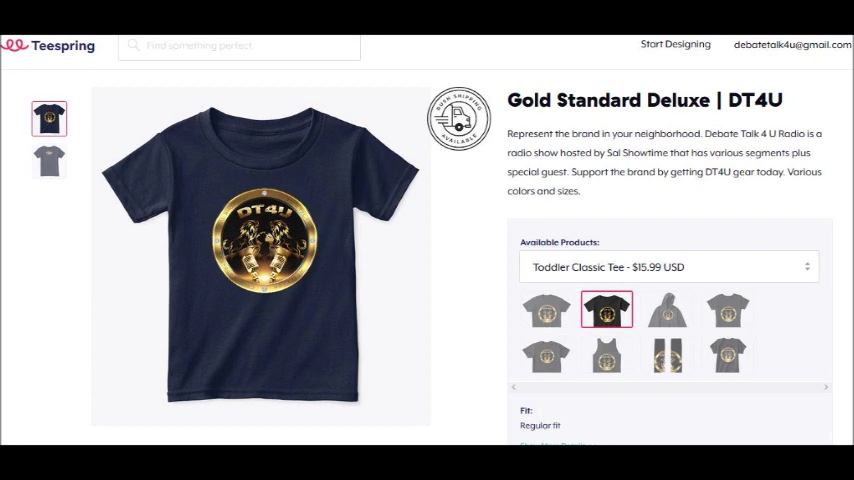 Teespring
Find something perfect
Start Designing
debatetalk4u@gmail.com
RUSH SHIPPING
AVAILABLE
DT4U
Gold Standard Deluxe | DT4U
Represent the brand in your neighborhood. Debate Talk 4 U Radio is a
radio show hosted by Sal Showtime that has various segments plus
special guest. Support the brand by getting DT4U gear today. Various
colors and sizes.
Available Products:
Toddler Classic Tee - $15.99 USD
Fit:
Regular fit